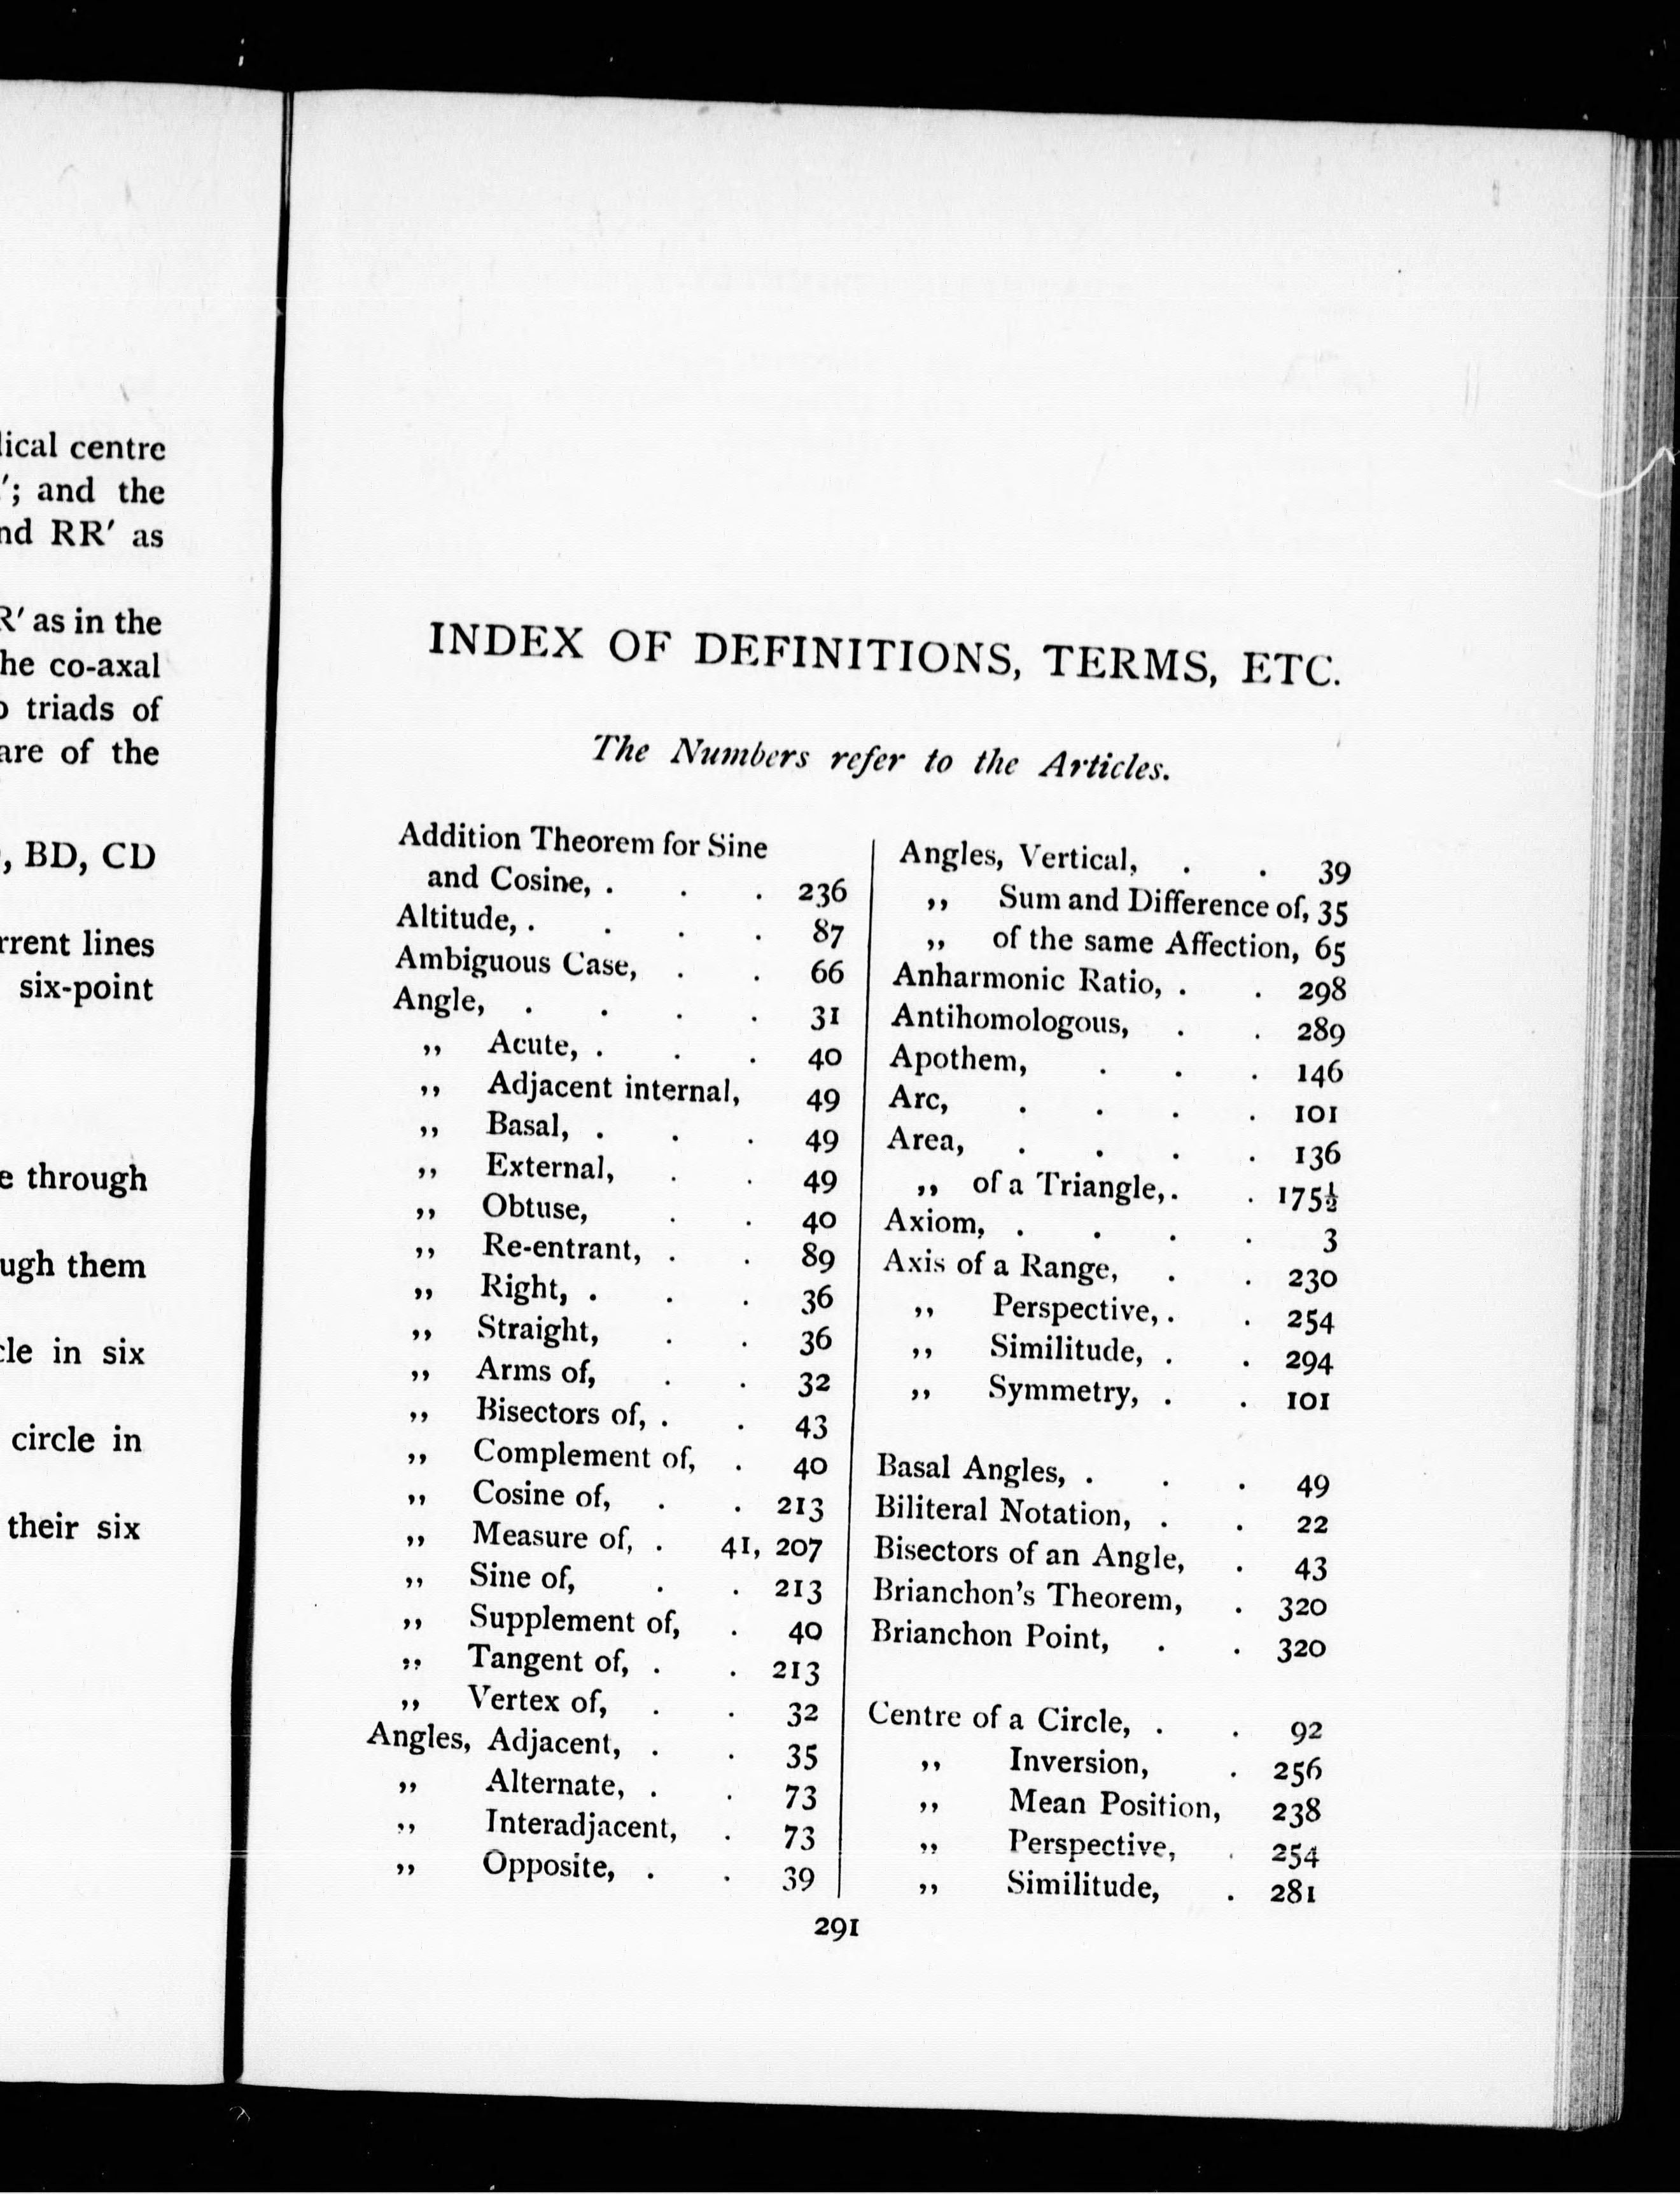 lical centre
'; and the
nd RR' as
R' as in the
he co-axal
triads of
are of the
, BD, CD
rrent lines
six-point
e through
ugh them
cle in six
circle in
their six
INDEX OF DEFINITIONS, TERMS, ETC.
The Numbers refer to the Articles.
Addition Theorem for Sine
and Cosine, . . . 236
Altitude, . . . . 87
Ambiguous Case, . . 66
Angle, . . . . 31
,, Acute, . . . 40
,, Adjacent internal, 49
,, Basal, . . . 49
,, External, . . 49
,, Obtuse, . . 40
,, Re-entrant, . . 89
,, Right, . . . 36
,, Straight, . . 36
,, Arms of, . . 32
,, Bisectors of, . . 43
,, Complement of, . 40
,, Cosine of, . . 213
,, Measure of, . 41, 207
,, Sine of, . . 213
,, Supplement of, . 40
,, Tangent of, . . 213
,, Vertex of, . . 32
Angles, Adjacent, . . 35
,, Alternate, . . 73
,, Interadjacent, . 73
,, Opposite, . . 39
Angles, Vertical, . . 39
,, Sum and Difference of, 35
,, of the same Affection, 65
Anharmonic Ratio, . . 298
Antihomologous, . . 289
Apothem, . . . 146
Arc, . . . . 101
Area, . . . . 136
,, of a Triangle, . . 175½
Axiom, . . . . 3
Axis of a Range, . . 230
,, Perspective, . . 254
,, Similitude, . . 294
,, Symmetry, . . 101
Basal Angles, . . . 49
Biliteral Notation, . . 22
Bisectors of an Angle, . 43
Brianchon's Theorem, . 320
Brianchon Point, . . 320
Centre of a Circle, . . 92
,, Inversion, . 256
,, Mean Position, 238
,, Perspective, . 254
,, Similitude, . 281
291